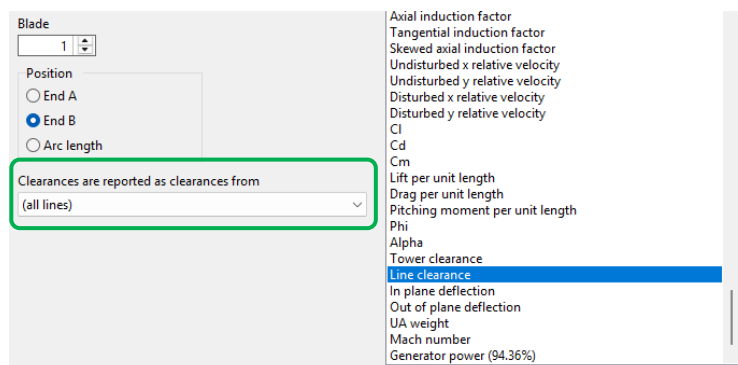 Blade
1
Position
End A
End B
Arc length
Clearances are reported as clearances from
(all lines)
Axial induction factor
Tangential induction factor
Skewed axial induction factor
Undisturbed x relative velocity
Undisturbed y relative velocity
Disturbed x relative velocity
Disturbed y relative velocity
Cl
Cd
Cm
Lift per unit length
Drag per unit length
Pitching moment per unit length
Phi
Alpha
Tower clearance
Line clearance
In plane deflection
Out of plane deflection
UA weight
Mach number
Generator power (94.36%)